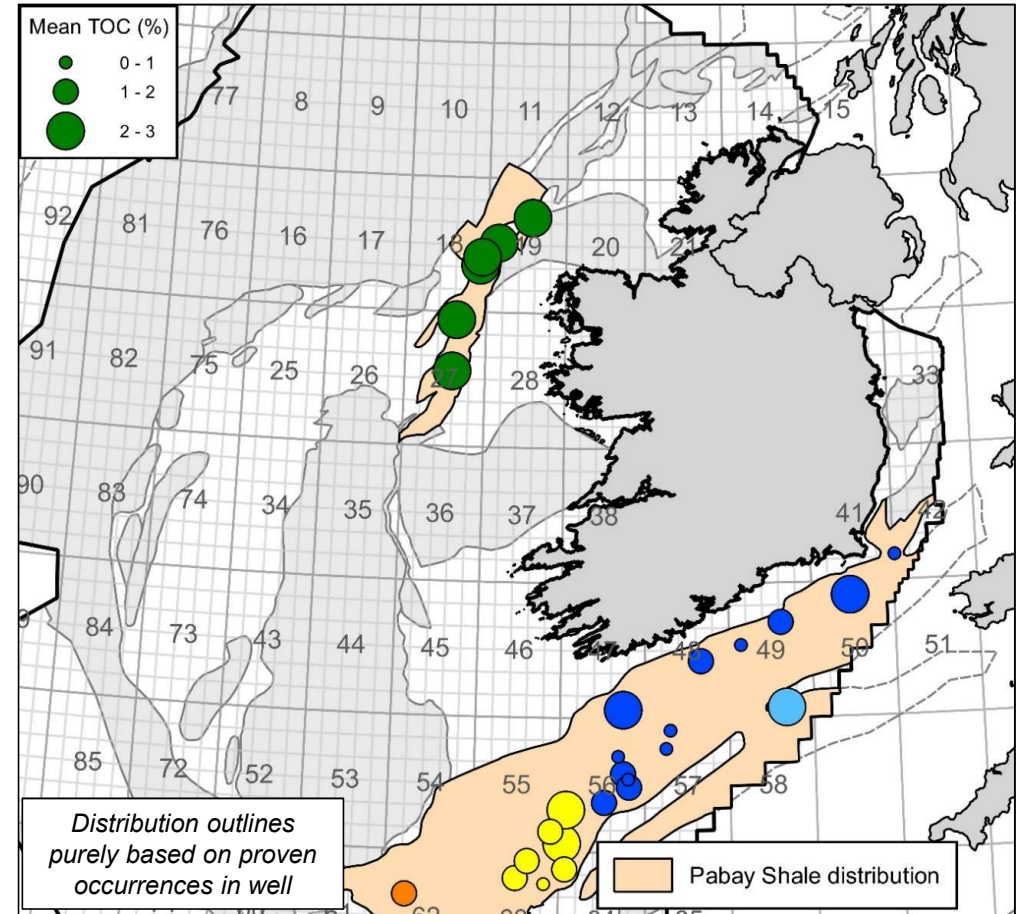 Mean TOC (%)
0 - 1
1 - 2
2 - 3
77 8 9 10 11 12 13 14 15
92 81 76 16 17 18 19 20 21
91 82 75 25 26 27 28 33
90 83 74 34 35 36 37 38 41 42
84 73 43 44 45 46 47 48 49 50 51
85 72 52 53 54 55 56 57 58
Distribution outlines
purely based on proven
occurrences in well
Pabay Shale distribution
62